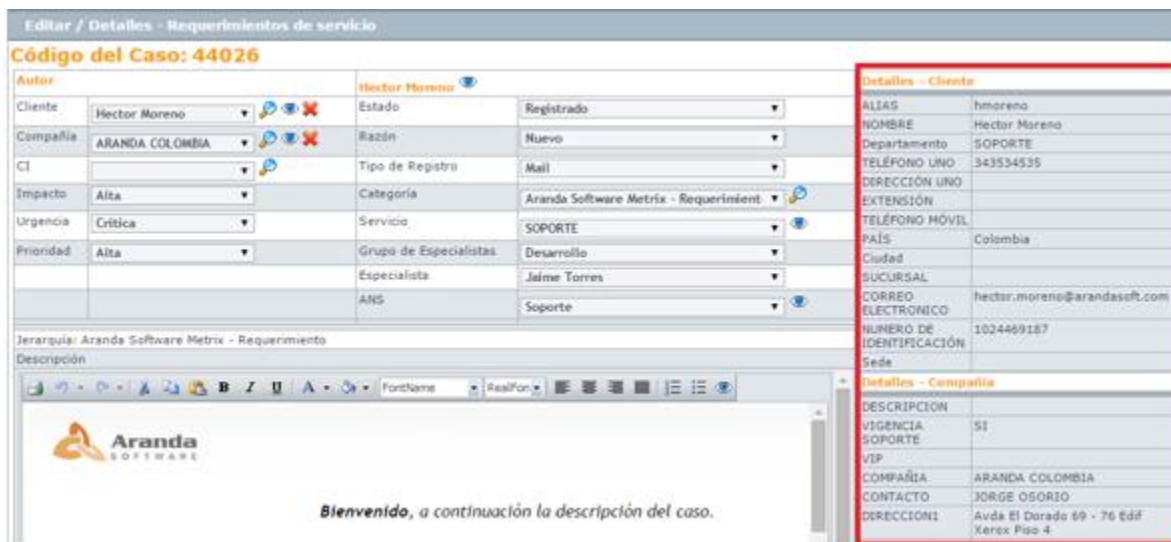 Editar / Detalles - Requerimientos de servicio
Código del Caso: 44026
Autor
Hector Moreno
Cliente Hector Moreno Estado Registrado
Compañía ARANDA COLOMBIA Razón Nuevo
CI Tipo de Registro Mail
Impacto Alta Categoría Aranda Software Metrix - Requerimient
Urgencia Critica Servicio SOPORTE
Prioridad Alta Grupo de Especialistas Desarrollo
Especialista Jaime Torres
ANS Soporte
Jerarquía: Aranda Software Metrix - Requerimiento
Descripción
B I U A FontName RealFon
Aranda
SOFTWARE
Bienvenido, a continuación la descripción del caso.
Detalles - Cliente
ALIAS hmoreno
NOMBRE Hector Moreno
Departamento SOPORTE
TELÉFONO UNO 343534535
DIRECCIÓN UNO
EXTENSIÓN
TELÉFONO MÓVIL
PAÍS Colombia
Ciudad
SUCURSAL
CORREO hector.moreno@arandasoft.com
ELECTRONICO
NUMERO DE 1024469187
IDENTIFICACIÓN
Sede
Detalles - Compañia
DESCRIPCION
VIGENCIA SI
SOPORTE
VIP
COMPAÑIA ARANDA COLOMBIA
CONTACTO JORGE OSORIO
DIRECCION1 Avda El Dorado 69 - 76 Edif
Xerox Piso 4